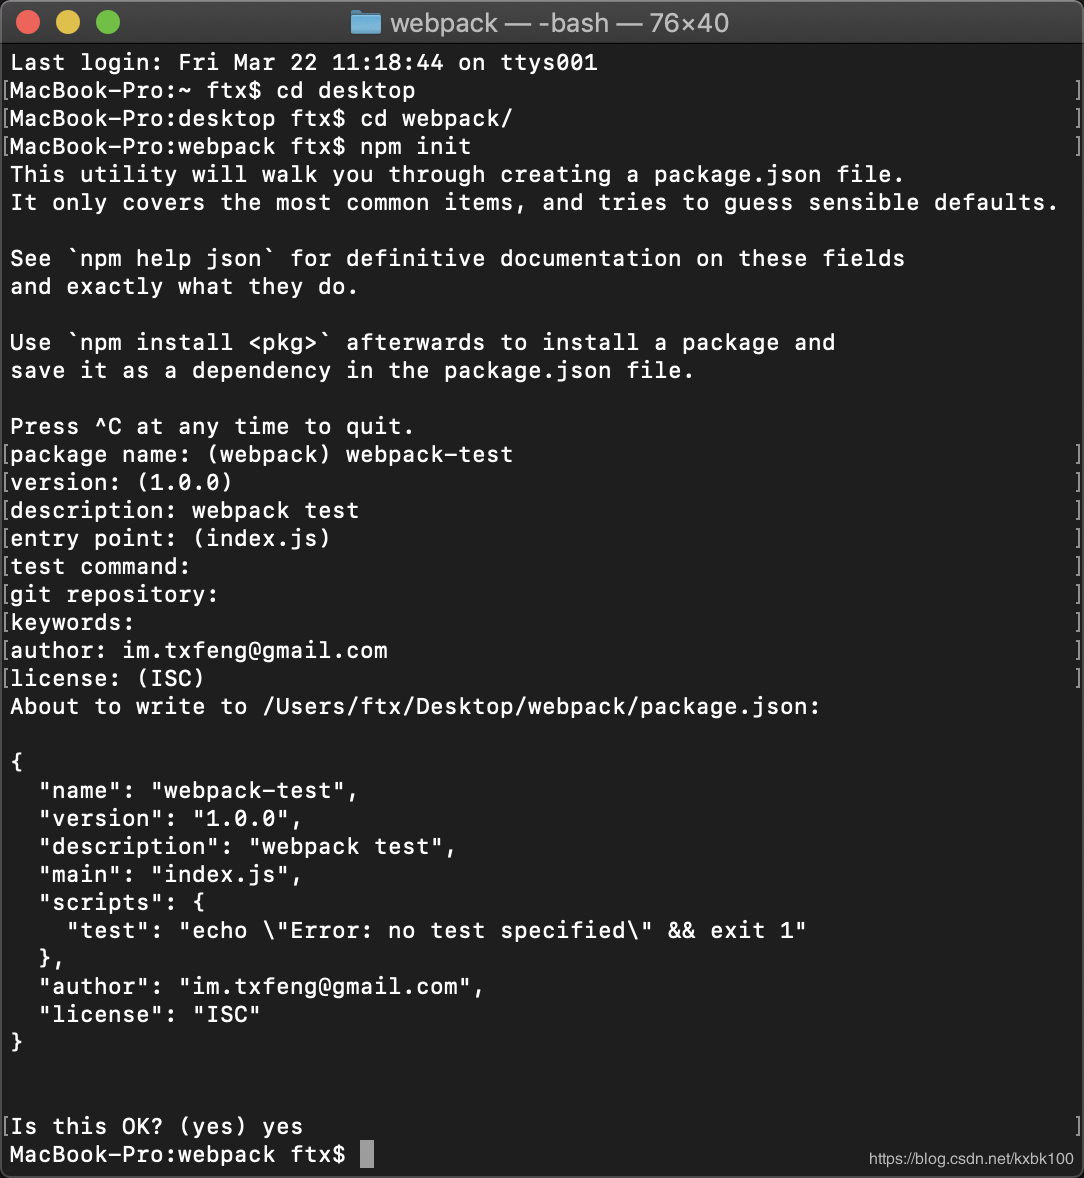 webpack — -bash — 76×40
Last login: Fri Mar 22 11:18:44 on ttys001
[MacBook-Pro:~ ftx$ cd desktop ]
[MacBook-Pro:desktop ftx$ cd webpack/ ]
[MacBook-Pro:webpack ftx$ npm init ]
This utility will walk you through creating a package.json file.
It only covers the most common items, and tries to guess sensible defaults.
See `npm help json` for definitive documentation on these fields
and exactly what they do.
Use `npm install <pkg>` afterwards to install a package and
save it as a dependency in the package.json file.
Press ^C at any time to quit.
[package name: (webpack) webpack-test ]
[version: (1.0.0) ]
[description: webpack test ]
[entry point: (index.js) ]
[test command: ]
[git repository: ]
[keywords: ]
[author: im.txfeng@gmail.com ]
[license: (ISC) ]
About to write to /Users/ftx/Desktop/webpack/package.json:
{
  "name": "webpack-test",
  "version": "1.0.0",
  "description": "webpack test",
  "main": "index.js",
  "scripts": {
    "test": "echo \"Error: no test specified\" && exit 1"
  },
  "author": "im.txfeng@gmail.com",
  "license": "ISC"
}
[Is this OK? (yes) yes ]
MacBook-Pro:webpack ftx$
https://blog.csdn.net/kxbk100